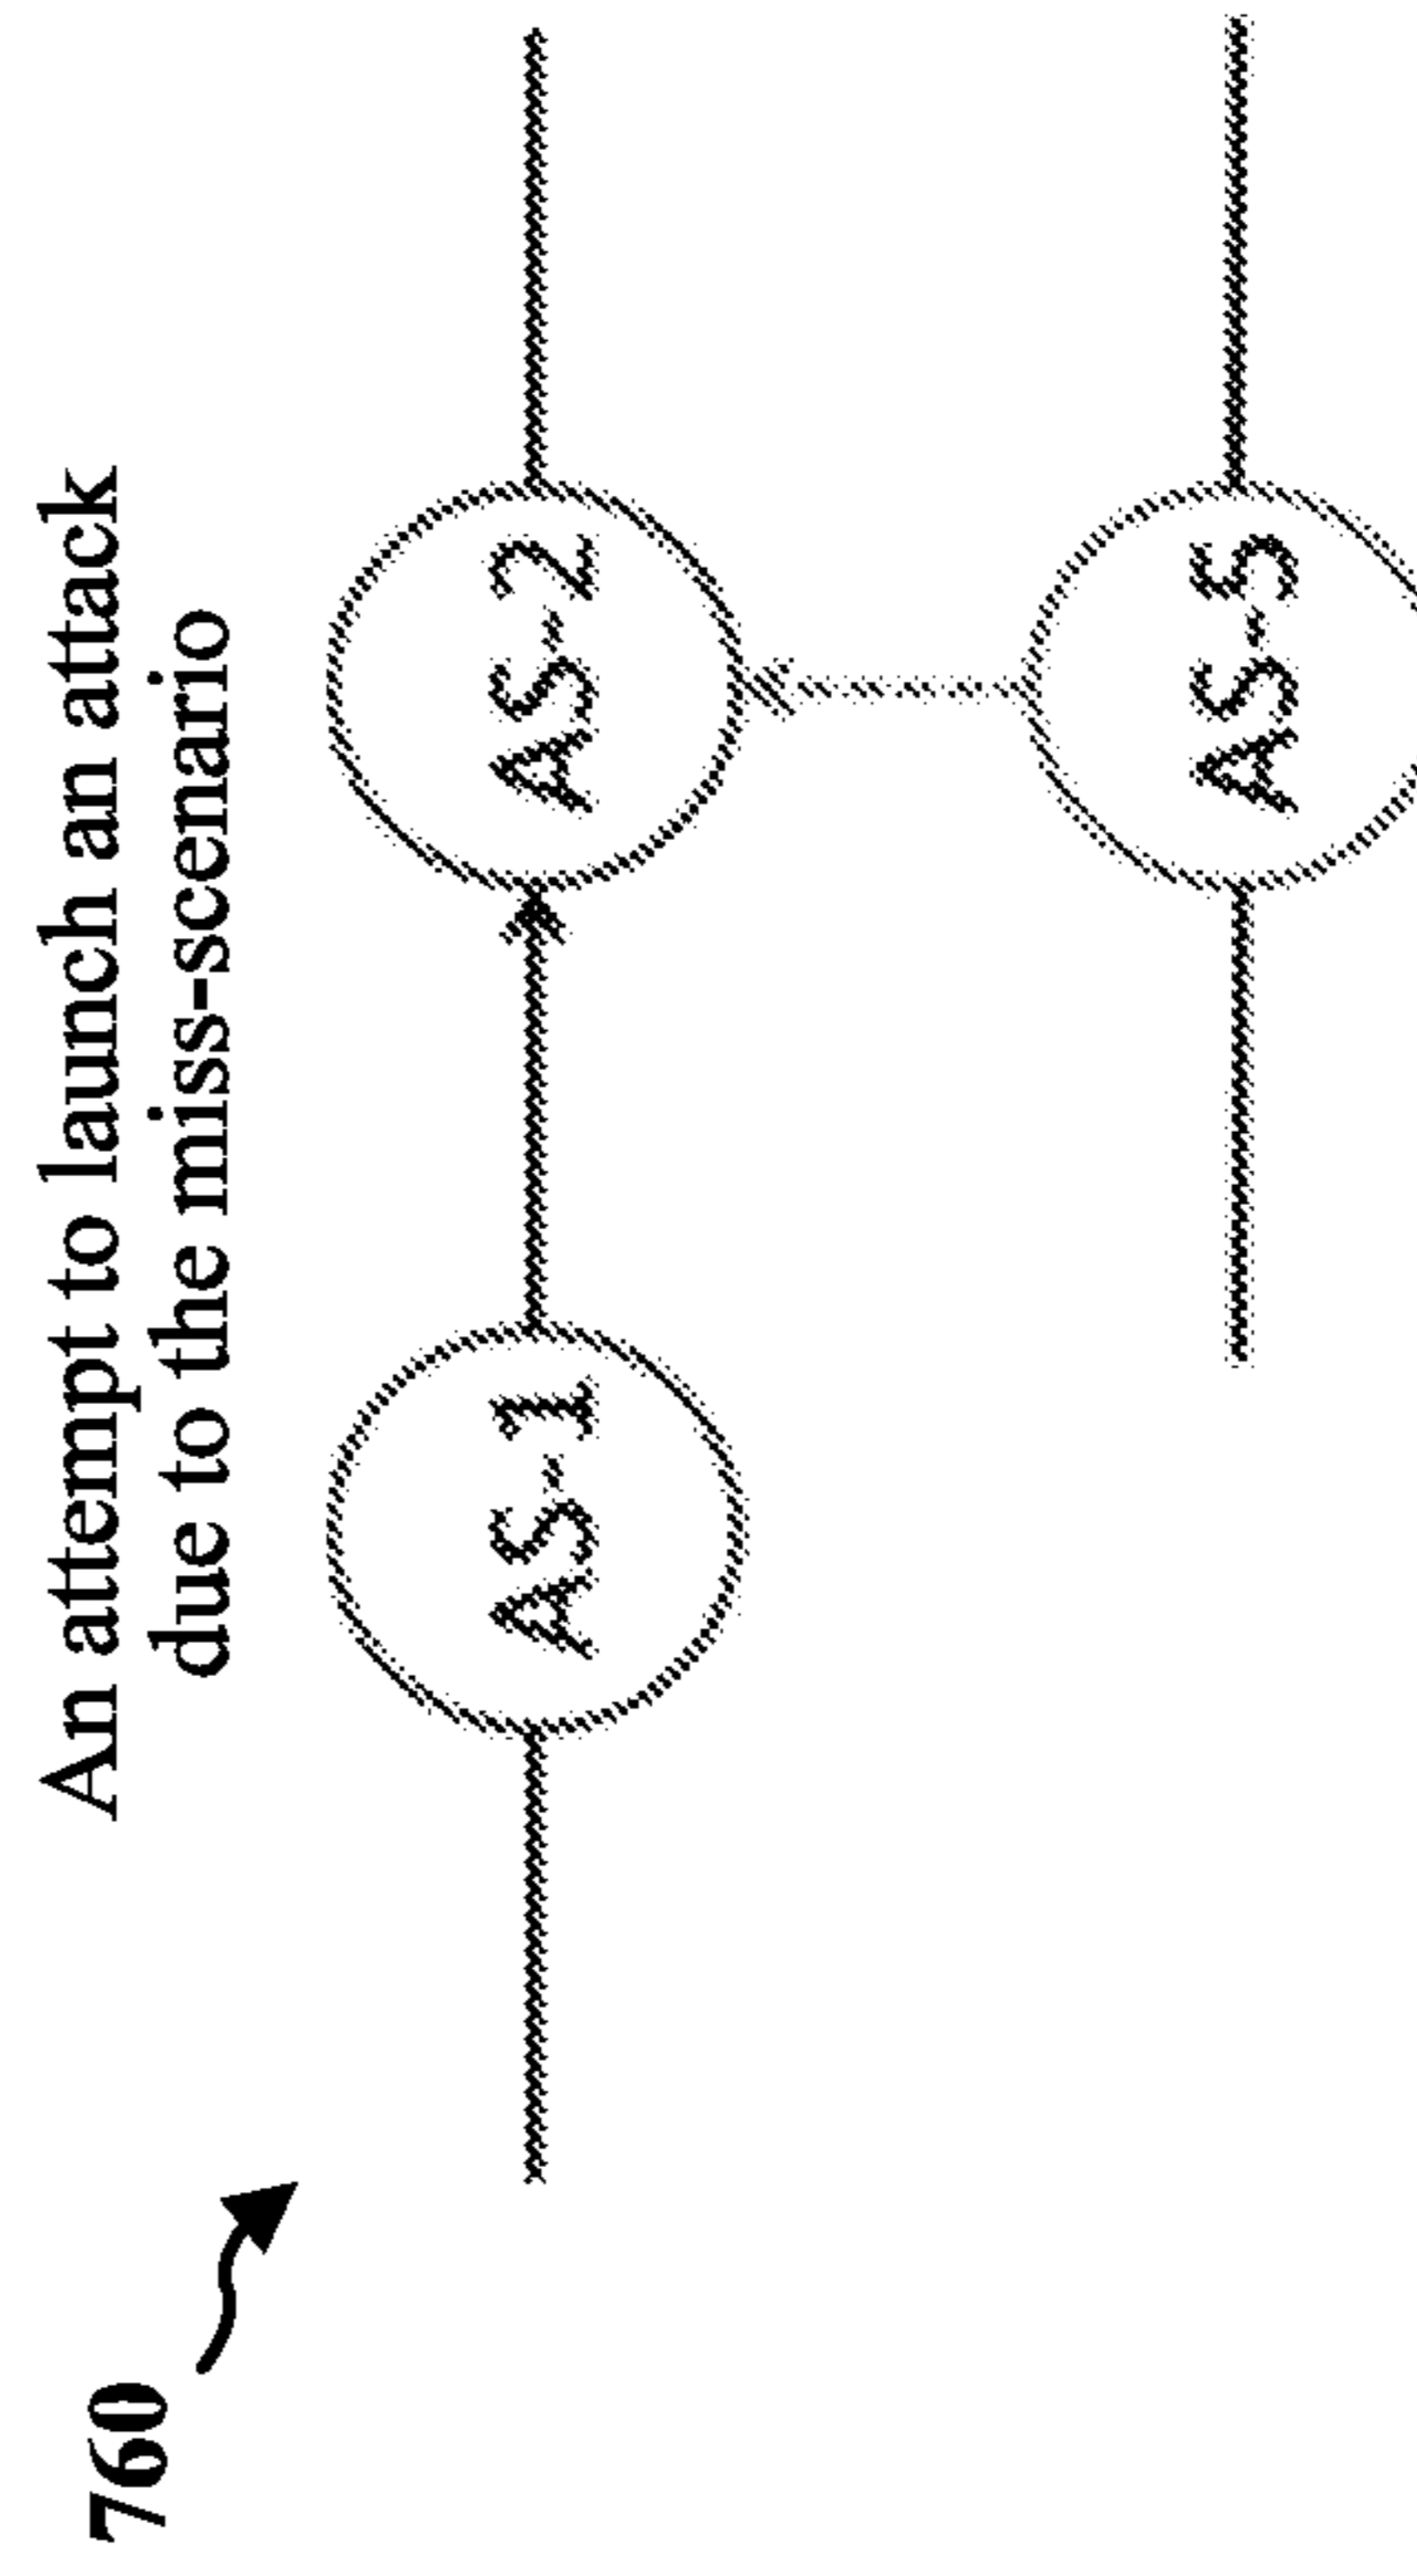 760
An attempt to launch an attack
due to the miss-scenario
AS-1
AS-2
AS-5